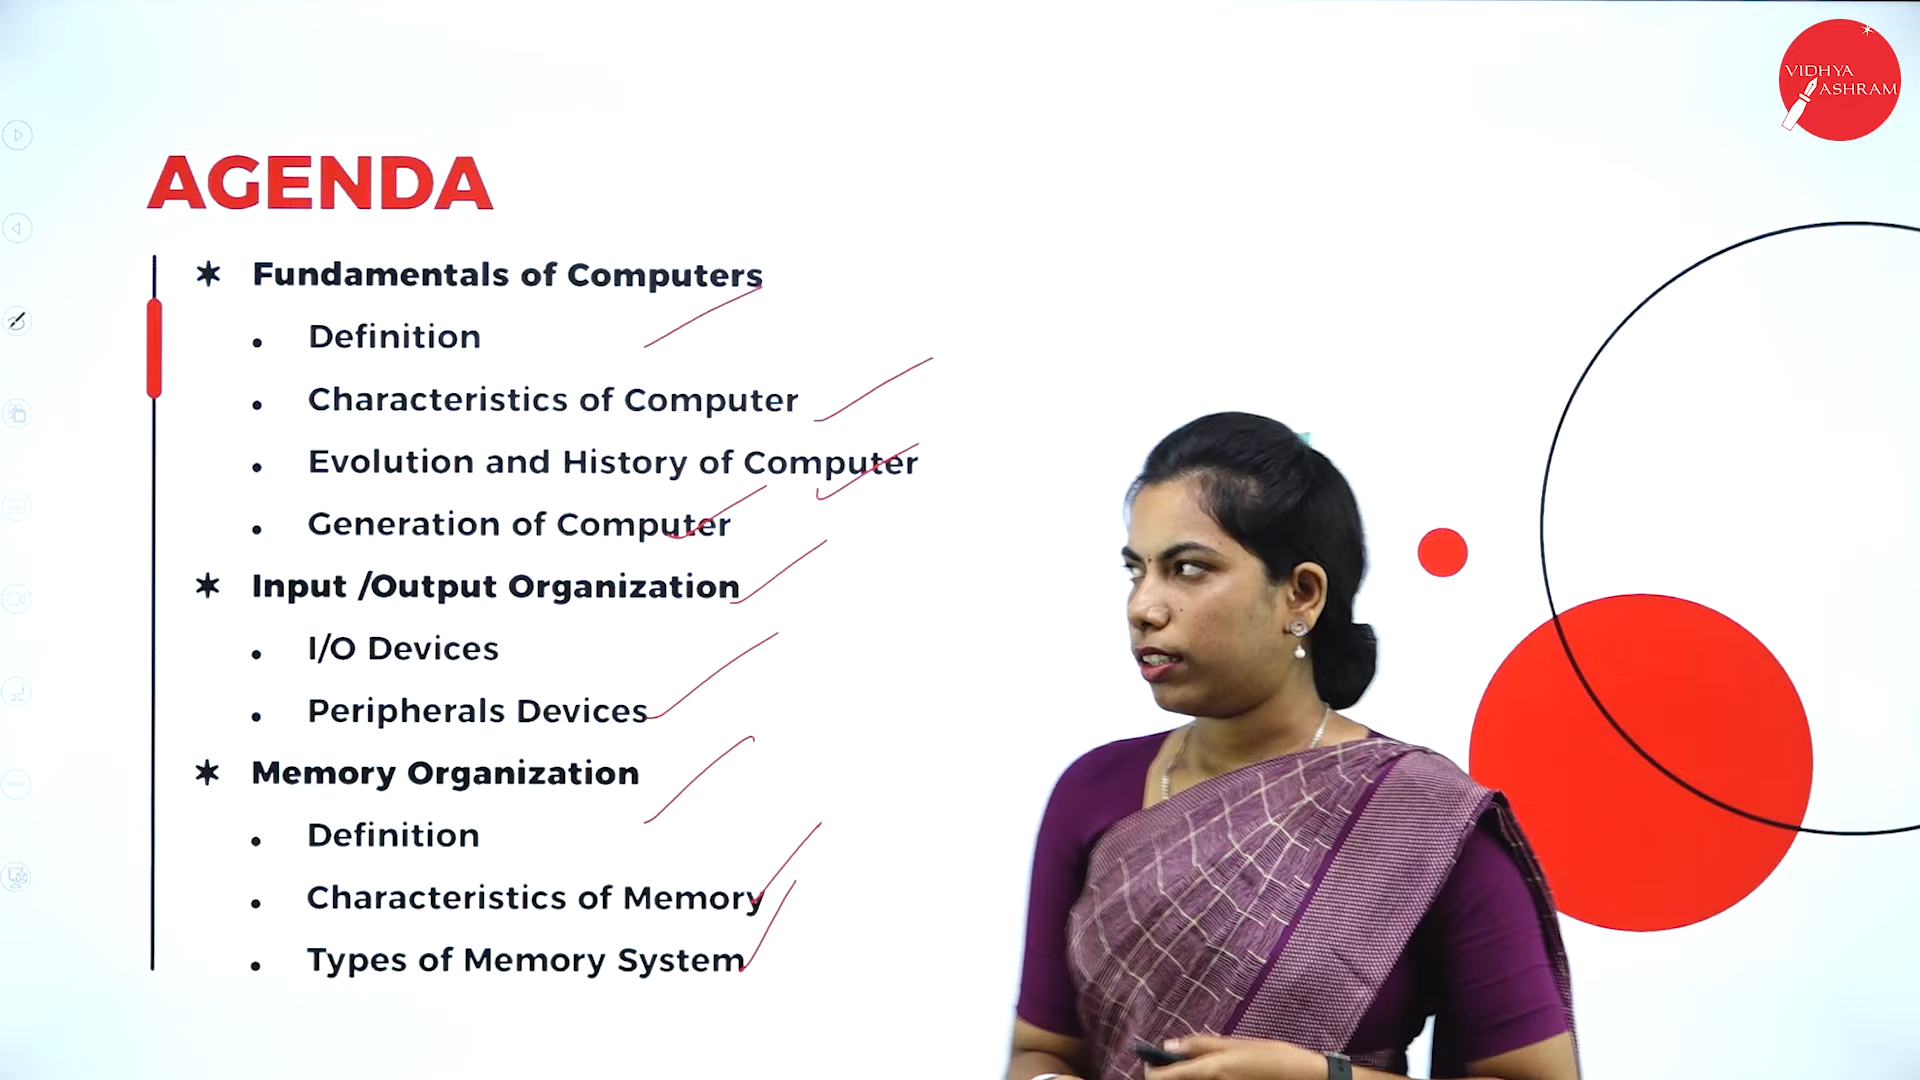 VIDHYA
ASHRAM
AGENDA
✶ Fundamentals of Computers
• Definition
• Characteristics of Computer
• Evolution and History of Computer
• Generation of Computer
✶ Input /Output Organization
• I/O Devices
• Peripherals Devices
✶ Memory Organization
• Definition
• Characteristics of Memory
• Types of Memory System